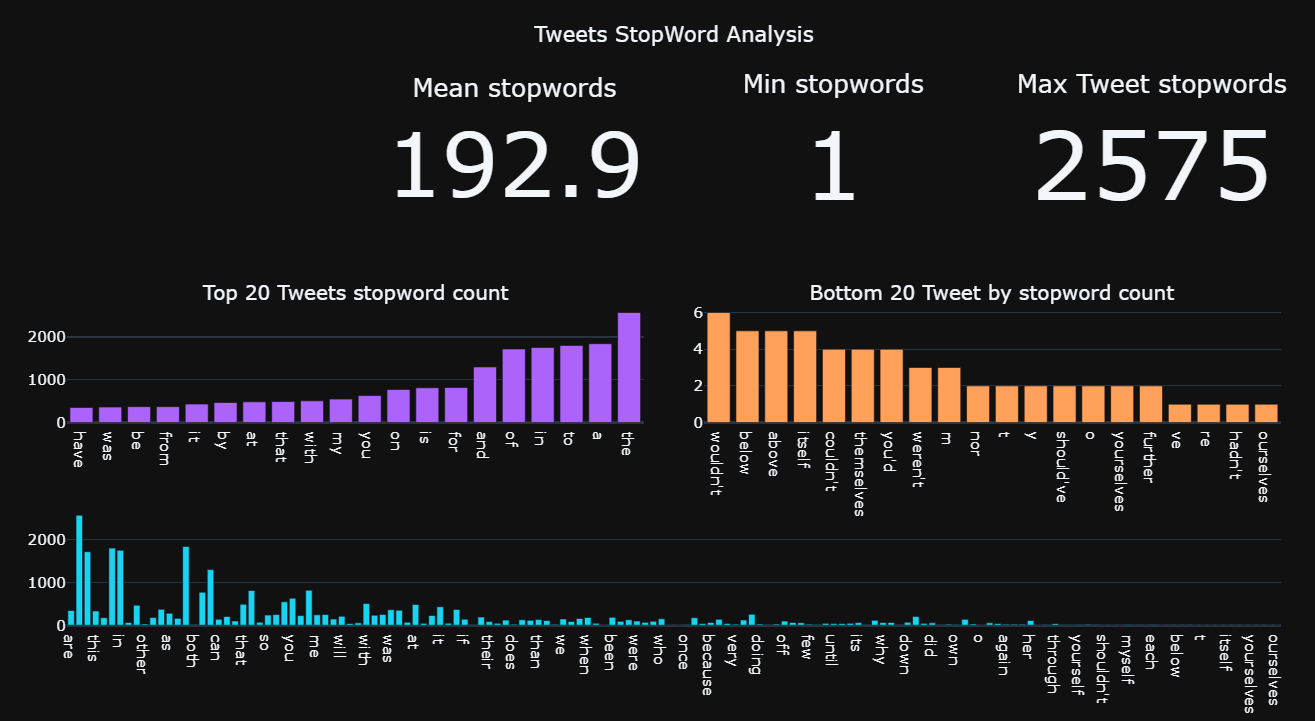 Tweets StopWord Analysis
Mean stopwords
Min stopwords
Max Tweet stopwords
192.9
1
2575
Top 20 Tweets stopword count
2000
1000
0
have was be from it by at that with my you on is for and of in to a the
Bottom 20 Tweet by stopword count
6
4
2
0
wouldn't below above itself couldn't themselves you'd weren't m nor t y should've o yourselves further ve re hadn't ourselves
2000
1000
0
are this in other as both can that so you me will with was at it if their does than we when been were who once because very doing off few until its why down did own o again her through yourself shouldn't myself each below t itself yourselves ourselves